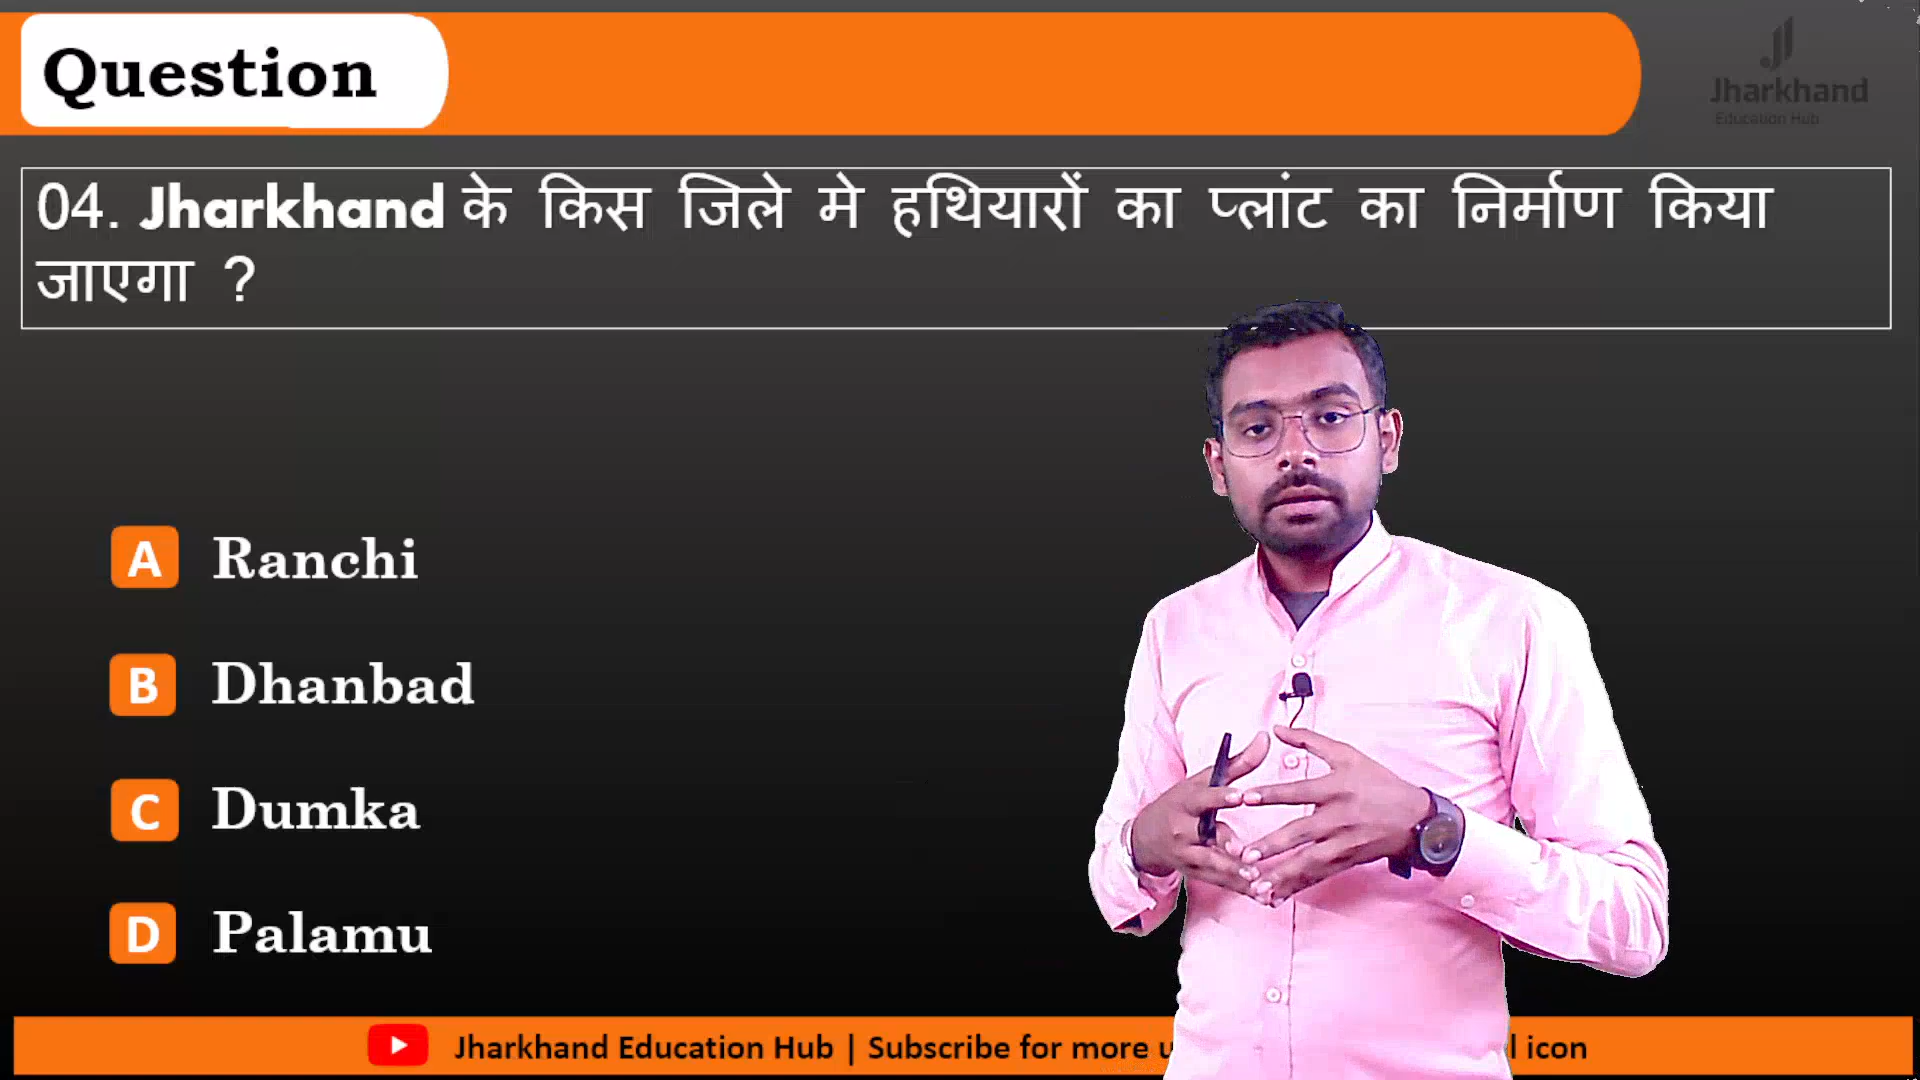 Question
Jharkhand
Education Hub
04. Jharkhand के किस जिले मे हथियारों का प्लांट का निर्माण किया
जाएगा ?
A Ranchi
B Dhanbad
C Dumka
D Palamu
Jharkhand Education Hub | Subscribe for more icon